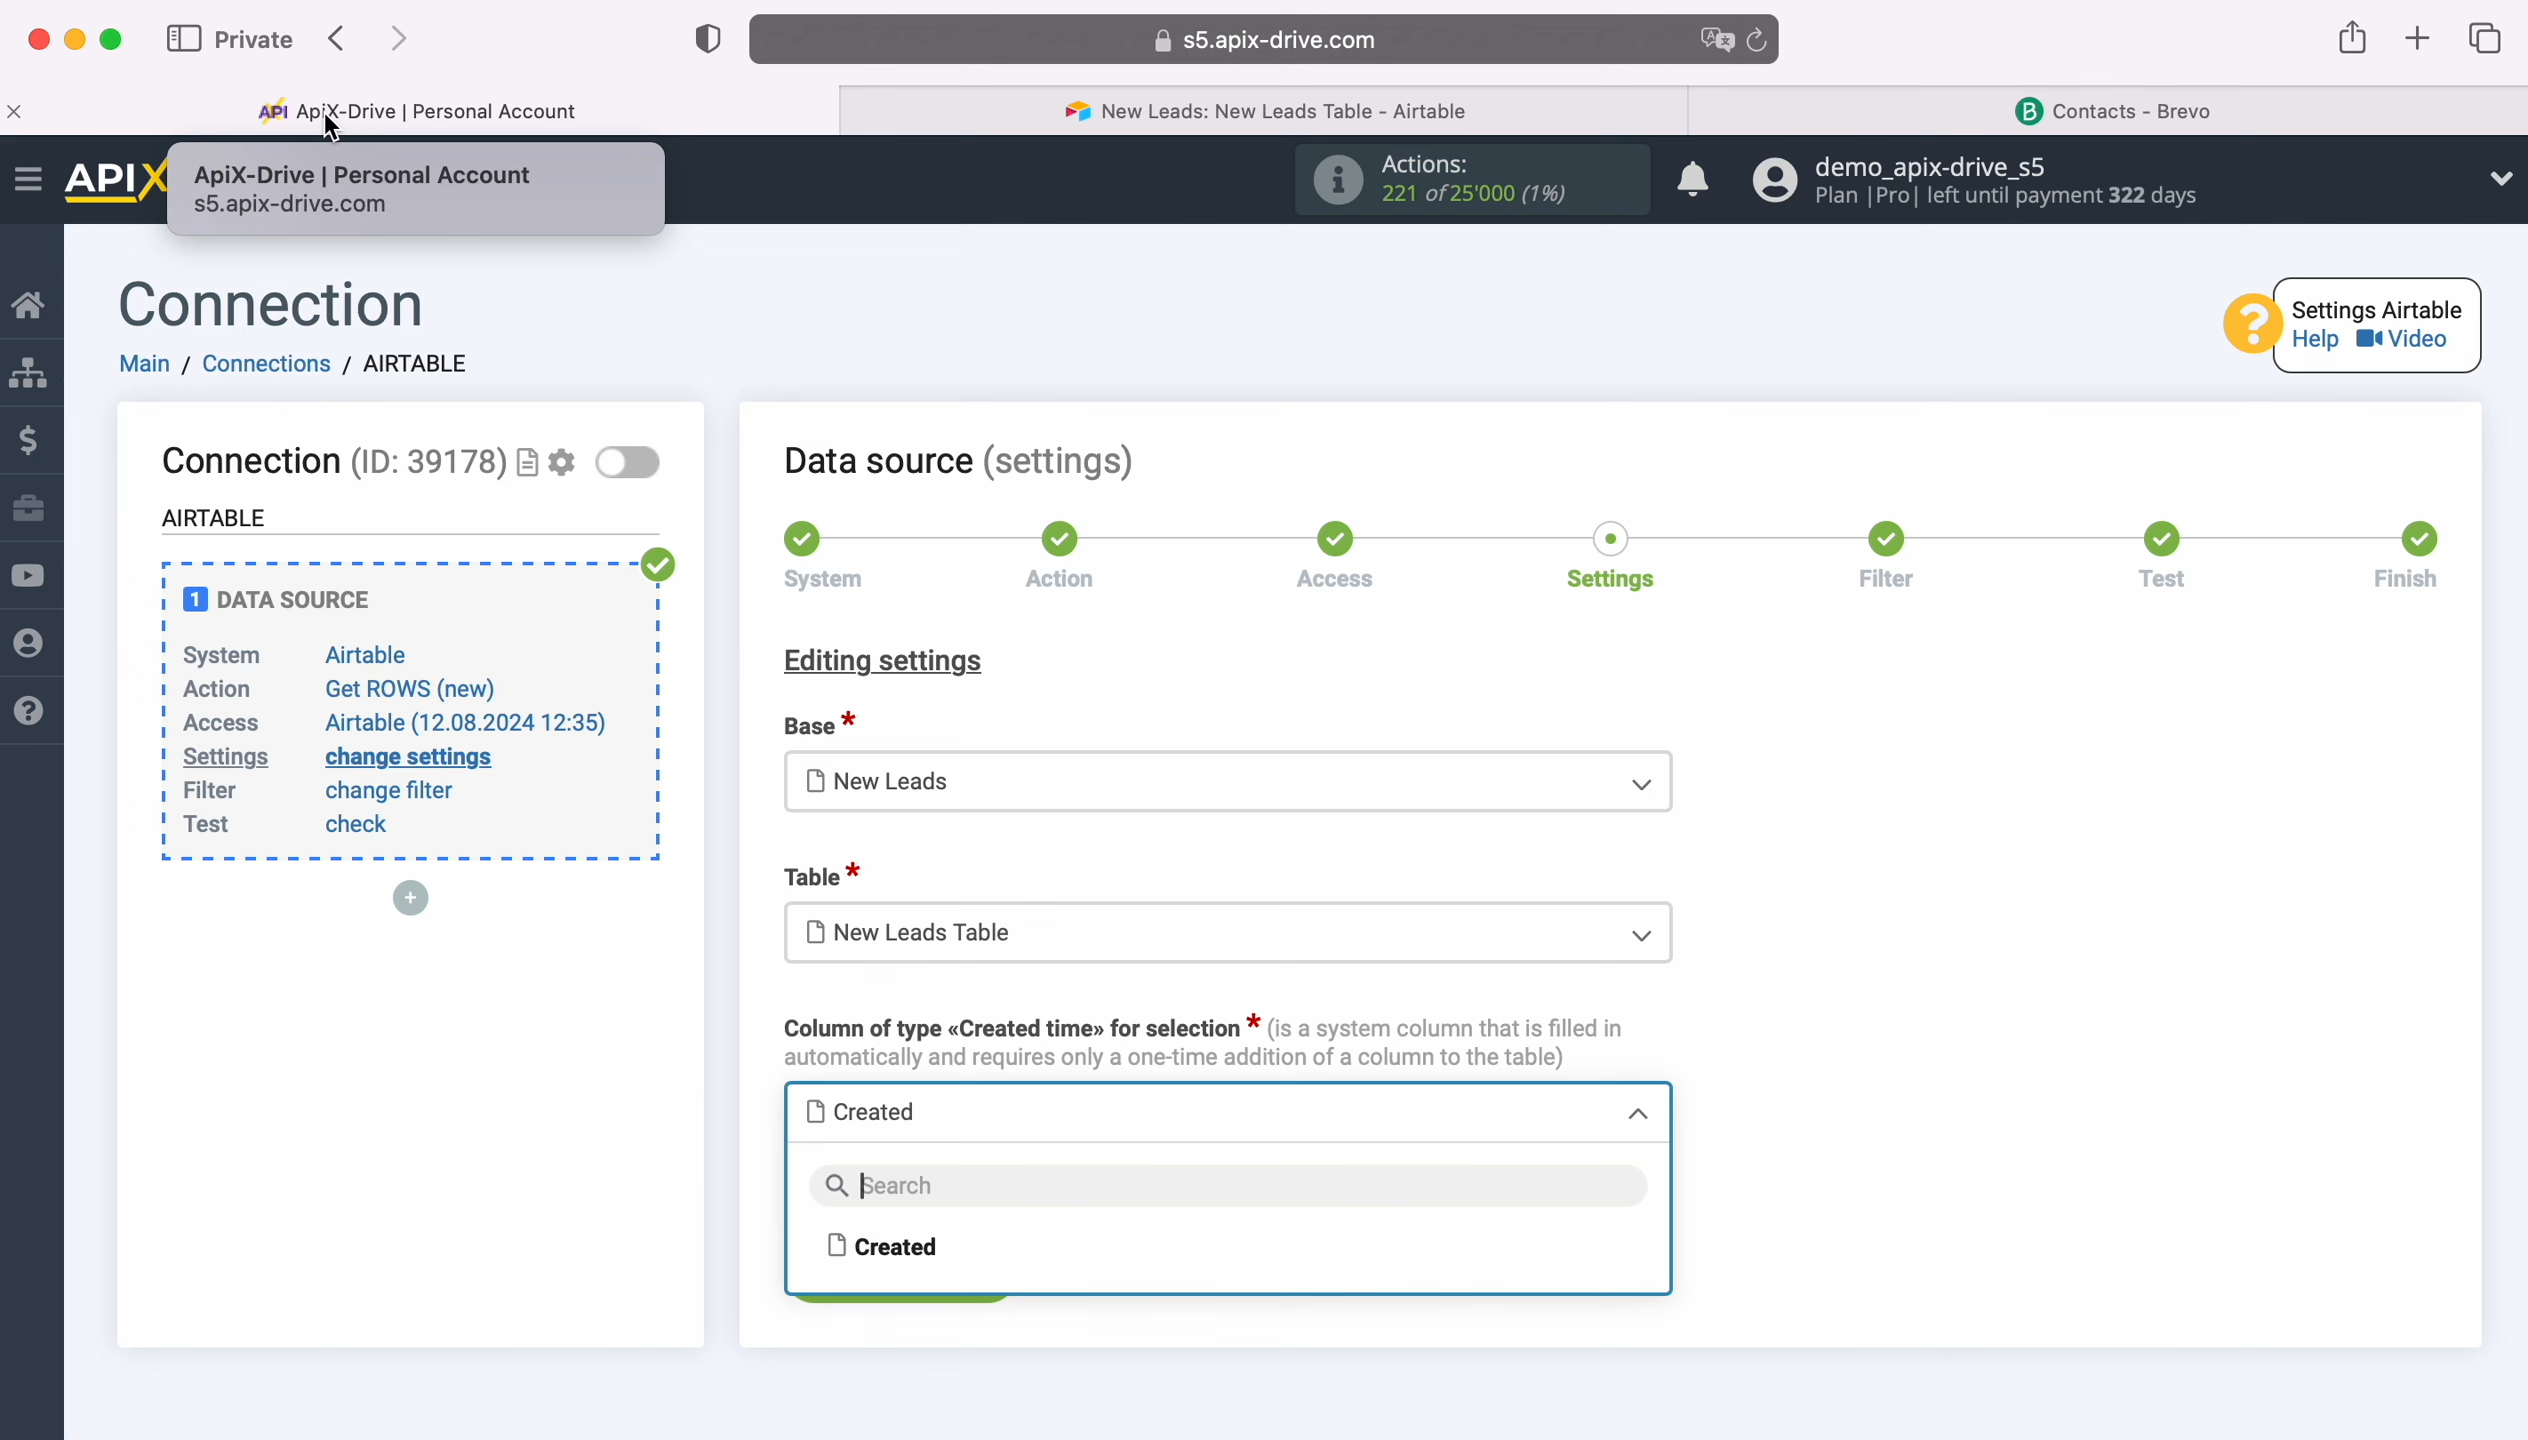 Private
s5.apix-drive.com
API ApiX-Drive | Personal Account
New Leads: New Leads Table - Airtable
B Contacts - Brevo
APIX
ApiX-Drive | Personal Account
s5.apix-drive.com
Actions:
221 of 25'000 (1%)
demo_apix-drive_s5
Plan |Pro| left until payment 322 days
Connection
Main / Connections / AIRTABLE
Settings Airtable
Help Video
Connection (ID: 39178)
AIRTABLE
1 DATA SOURCE
System Airtable
Action Get ROWS (new)
Access Airtable (12.08.2024 12:35)
Settings change settings
Filter change filter
Test check
+
Data source (settings)
System Action Access Settings Filter Test Finish
Editing settings
Base *
New Leads
Table *
New Leads Table
Column of type «Created time» for selection * (is a system column that is filled in
automatically and requires only a one-time addition of a column to the table)
Created
Search
Created